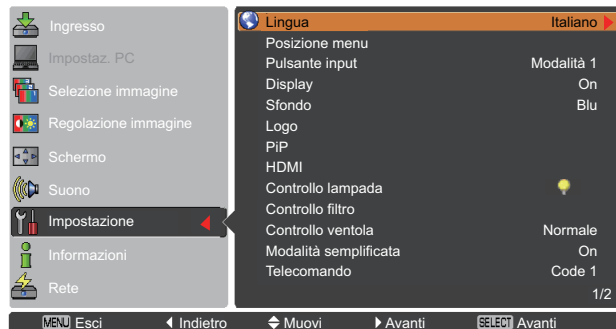 Ingresso
Impostaz. PC
Selezione immagine
Regolazione immagine
Schermo
Suono
Impostazione
Informazioni
Rete
Lingua Italiano
Posizione menu
Pulsante input Modalità 1
Display On
Sfondo Blu
Logo
PiP
HDMI
Controllo lampada
Controllo filtro
Controllo ventola Normale
Modalità semplificata On
Telecomando Code 1
1/2
MENU Esci Indietro Muovi Avanti SELECT Avanti